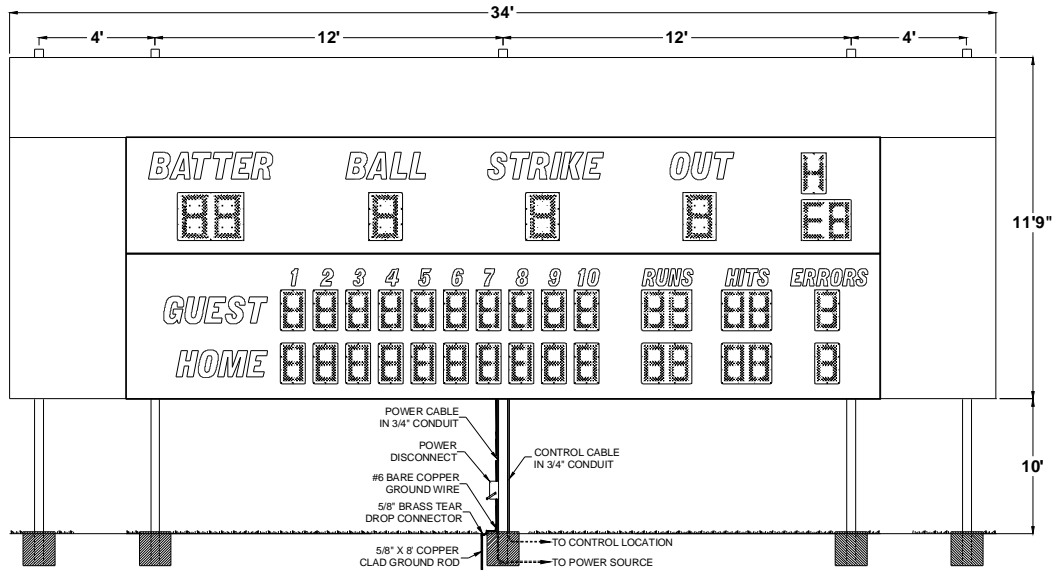 34'
4' 12' 12' 4'
BATTER BALL STRIKE OUT H
EA
11'9"
1 2 3 4 5 6 7 8 9 10 RUNS HITS ERRORS
GUEST
HOME
POWER CABLE
IN 3/4" CONDUIT
POWER
DISCONNECT
CONTROL CABLE
IN 3/4" CONDUIT
#6 BARE COPPER
GROUND WIRE
10'
5/8" BRASS TEAR
DROP CONNECTOR
5/8" X 8' COPPER
CLAD GROUND ROD
TO CONTROL LOCATION
TO POWER SOURCE